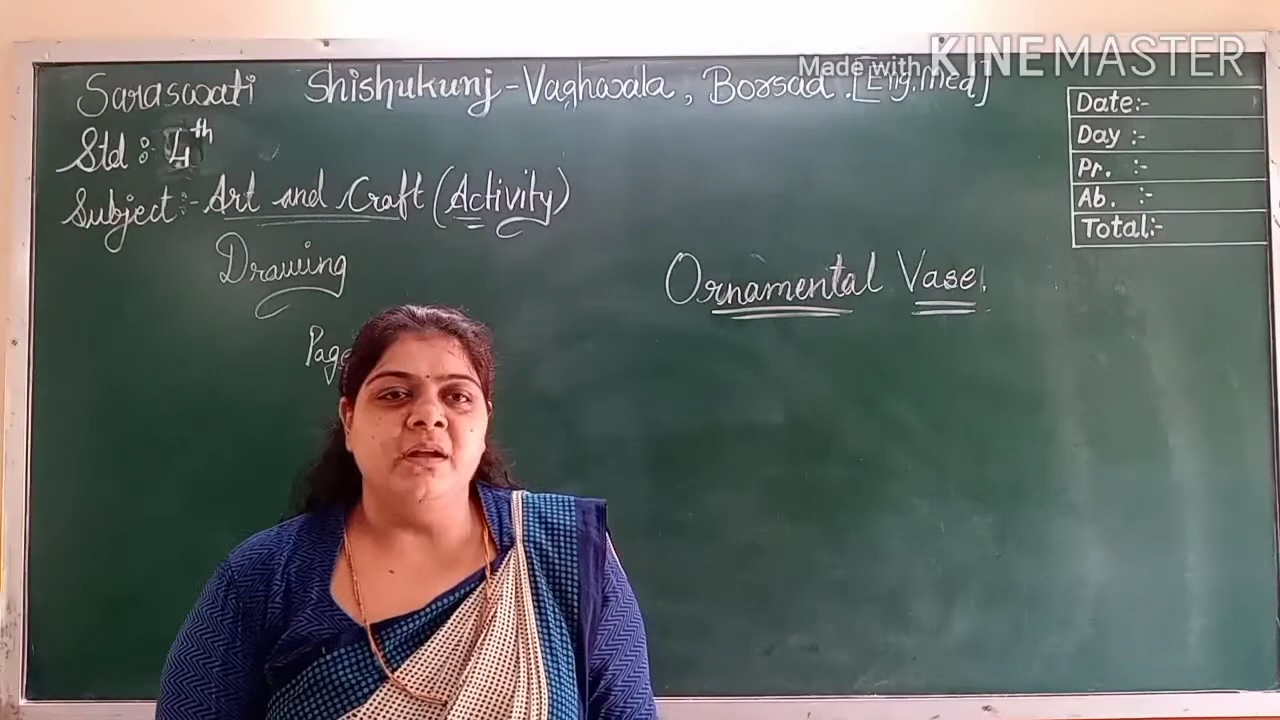 Made with KINEMASTER
Saraswati Shishukunj - Vaghwala, Borsad. [Eng. Med]
Std : 4th
Subject :- Art and Craft (Activity)
Drawing
Page
Ornamental Vase.
Date:-
Day :-
Pr. :-
Ab. :-
Total:-